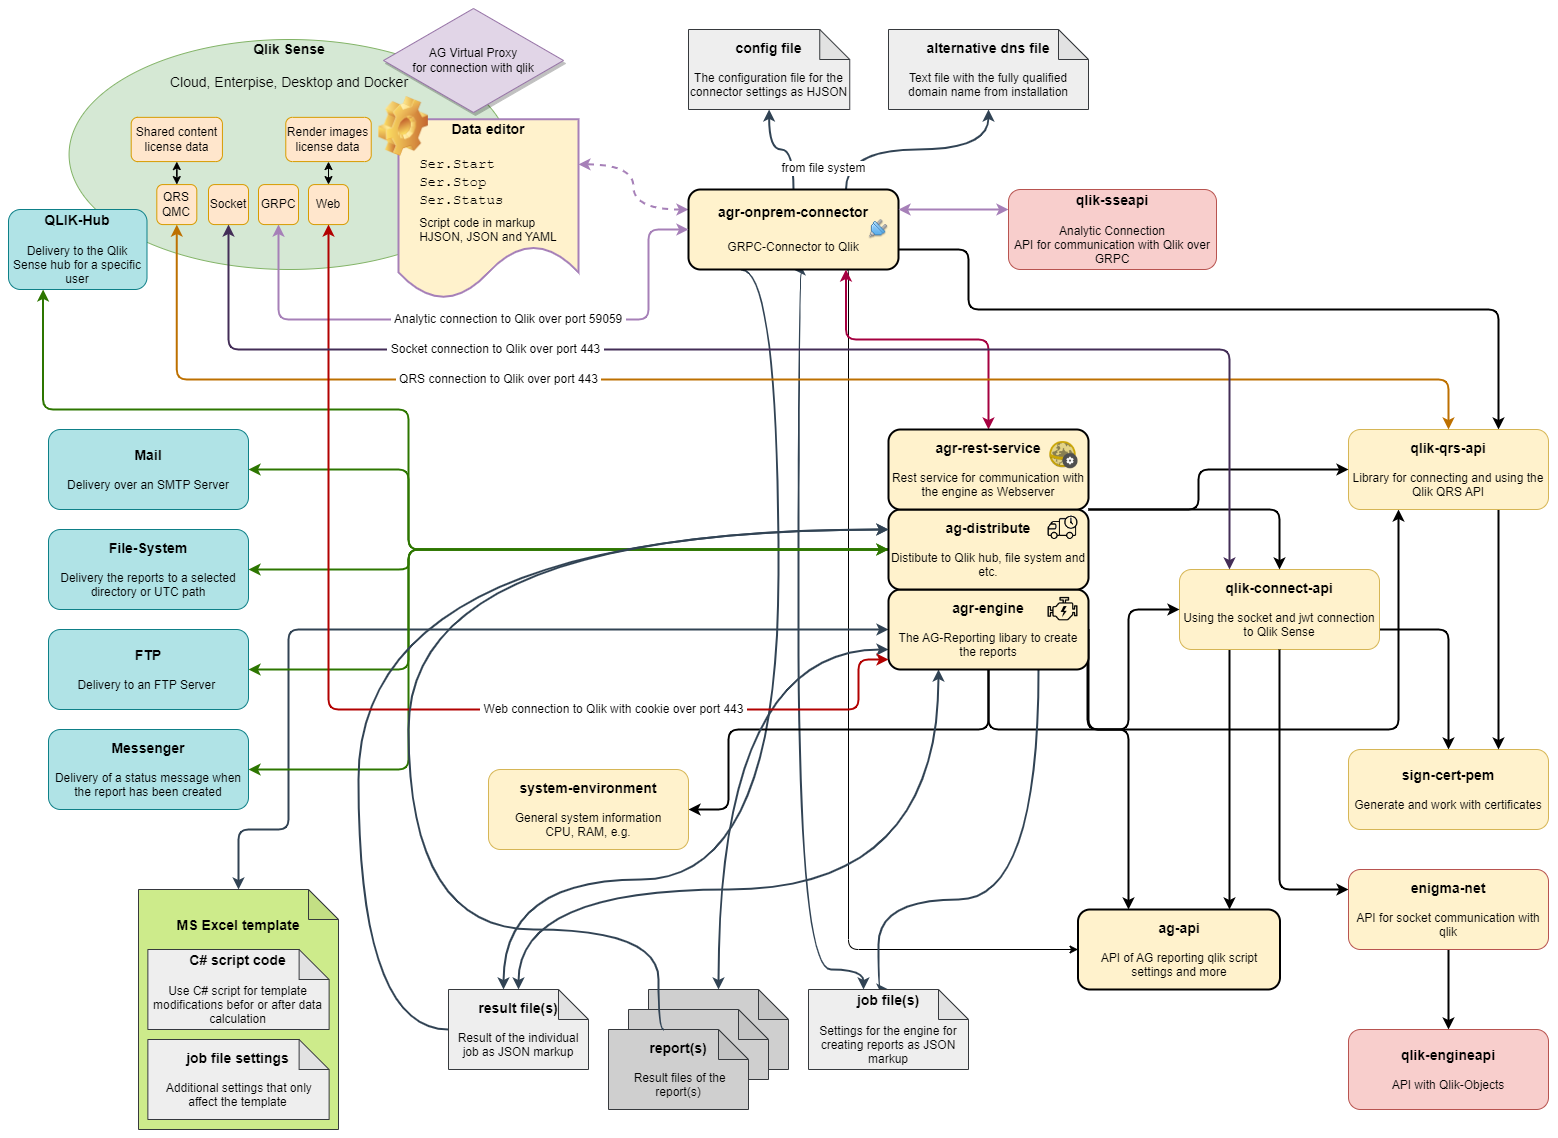 Qlik Sense
Cloud, Enterpise, Desktop and Docker
AG Virtual Proxy
for connection with qlik
Shared content
license data
Render images
license data
QRS
QMC
Socket
GRPC
Web
Data editor
Ser.Start
Ser.Stop
Ser.Status
Script code in markup
HJSON, JSON and YAML
config file
The configuration file for the
connector settings as HJSON
alternative dns file
Text file with the fully qualified
domain name from installation
from file system
agr-onprem-connector
GRPC-Connector to Qlik
qlik-sseapi
Analytic Connection
API for communication with Qlik over
GRPC
QLIK-Hub
Delivery to the Qlik
Sense hub for a specific
user
Analytic connection to Qlik over port 59059
Socket connection to Qlik over port 443
QRS connection to Qlik over port 443
Mail
Delivery over an SMTP Server
File-System
Delivery the reports to a selected
directory or UTC path
FTP
Delivery to an FTP Server
Messenger
Delivery of a status message when
the report has been created
agr-rest-service
Rest service for communication with
the engine as Webserver
ag-distribute
Distibute to Qlik hub, file system and
etc.
agr-engine
The AG-Reporting libary to create
the reports
qlik-qrs-api
Library for connecting and using the
Qlik QRS API
qlik-connect-api
Using the socket and jwt connection
to Qlik Sense
Web connection to Qlik with cookie over port 443
system-environment
General system information
CPU, RAM, e.g.
sign-cert-pem
Generate and work with certificates
enigma-net
API for socket communication with
qlik
ag-api
API of AG reporting qlik script
settings and more
qlik-engineapi
API with Qlik-Objects
MS Excel template
C# script code
Use C# script for template
modifications befor or after data
calculation
job file settings
Additional settings that only
affect the template
result file(s)
Result of the individual
job as JSON markup
report(s)
Result files of the
report(s)
job file(s)
Settings for the engine for
creating reports as JSON
markup